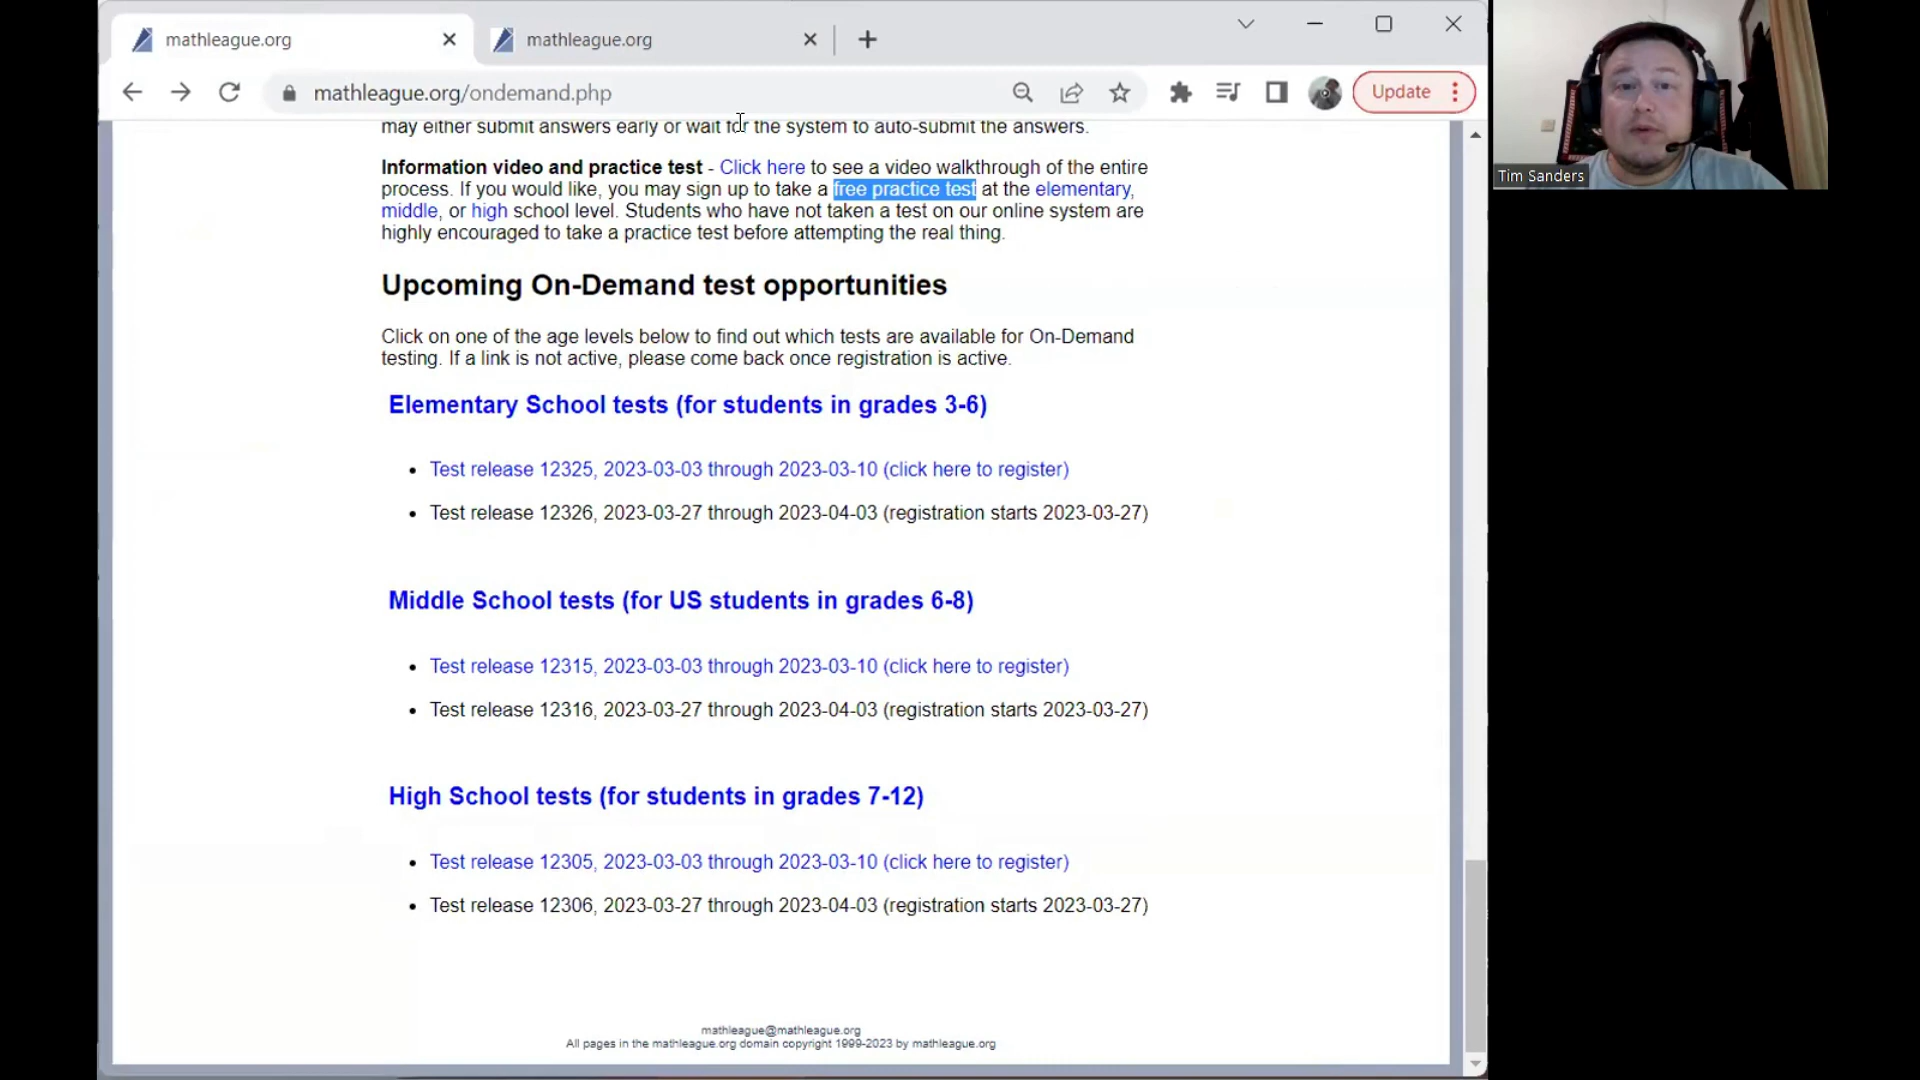 mathleague.org
mathleague.org
mathleague.org/ondemand.php
Update
may either submit answers early or wait for the system to auto-submit the answers.
Information video and practice test - Click here to see a video walkthrough of the entire
process. If you would like, you may sign up to take a free practice test at the elementary,
middle, or high school level. Students who have not taken a test on our online system are
highly encouraged to take a practice test before attempting the real thing.
Upcoming On-Demand test opportunities
Click on one of the age levels below to find out which tests are available for On-Demand
testing. If a link is not active, please come back once registration is active.
Elementary School tests (for students in grades 3-6)
• Test release 12325, 2023-03-03 through 2023-03-10 (click here to register)
• Test release 12326, 2023-03-27 through 2023-04-03 (registration starts 2023-03-27)
Middle School tests (for US students in grades 6-8)
• Test release 12315, 2023-03-03 through 2023-03-10 (click here to register)
• Test release 12316, 2023-03-27 through 2023-04-03 (registration starts 2023-03-27)
High School tests (for students in grades 7-12)
• Test release 12305, 2023-03-03 through 2023-03-10 (click here to register)
• Test release 12306, 2023-03-27 through 2023-04-03 (registration starts 2023-03-27)
mathleague@mathleague.org
All pages in the mathleague.org domain copyright 1999-2023 by mathleague.org
Tim Sanders